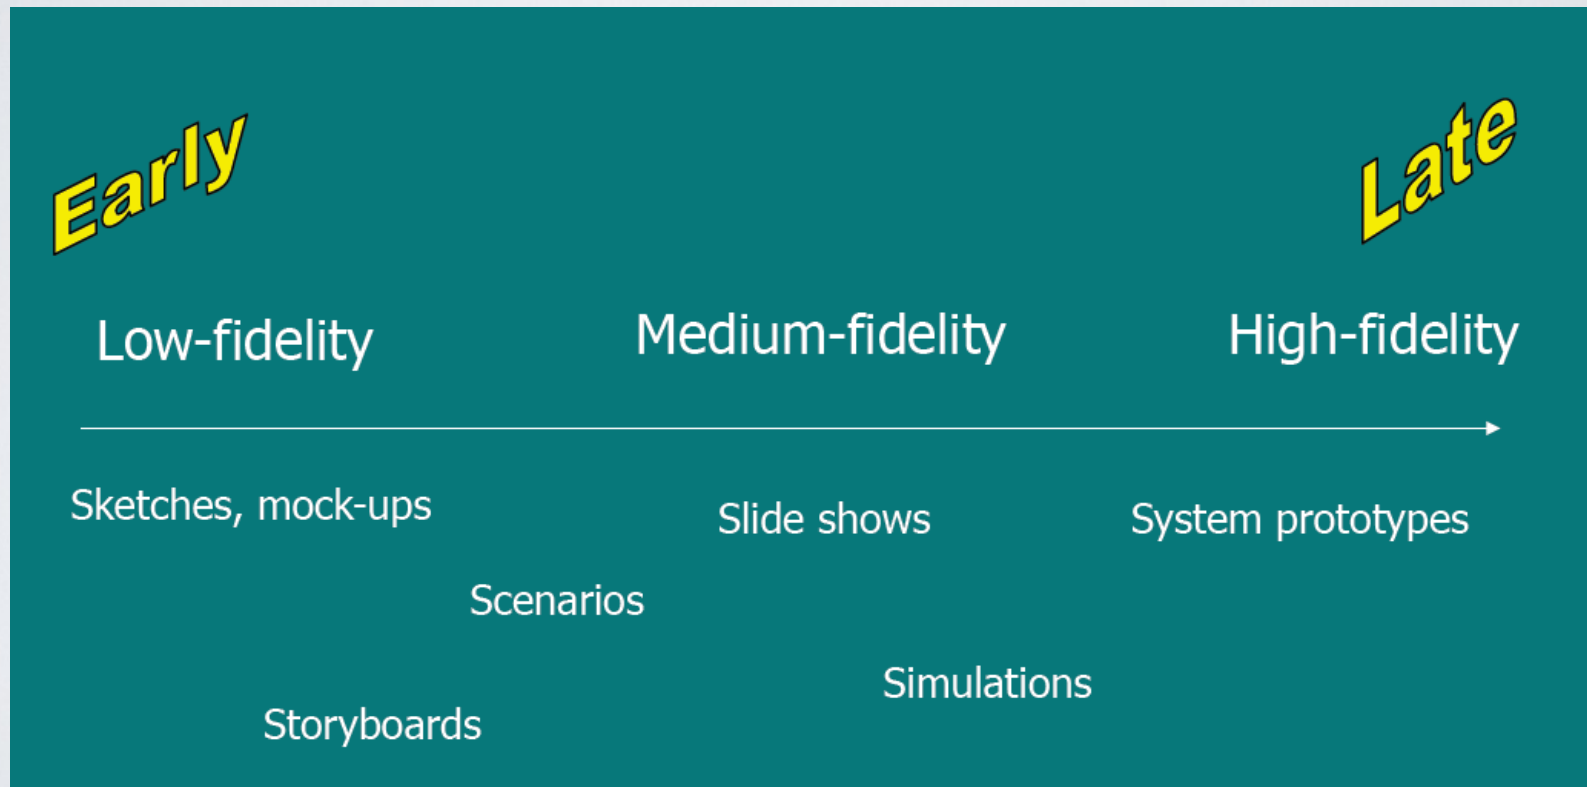 Early
Late
Low-fidelity
Medium-fidelity
High-fidelity
Sketches, mock-ups
Slide shows
System prototypes
Scenarios
Simulations
Storyboards